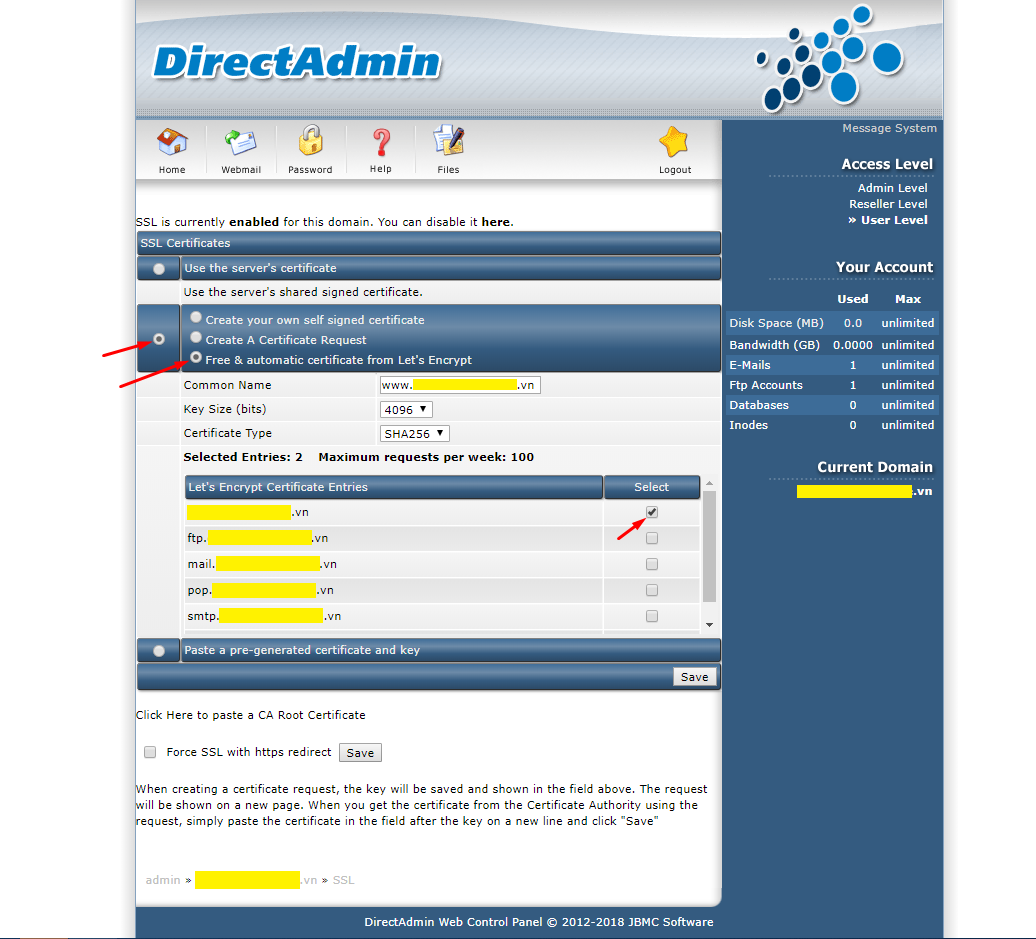 DirectAdmin
Home Webmail Password Help Files Logout
SSL is currently enabled for this domain. You can disable it here.
SSL Certificates
Use the server's certificate
Use the server's shared signed certificate.
Create your own self signed certificate
Create A Certificate Request
Free & automatic certificate from Let's Encrypt
Common Name www. .vn
Key Size (bits) 4096
Certificate Type SHA256
Selected Entries: 2 Maximum requests per week: 100
Let's Encrypt Certificate Entries Select
.vn
ftp. .vn
mail. .vn
pop. .vn
smtp. .vn
Paste a pre-generated certificate and key
Save
Click Here to paste a CA Root Certificate
Force SSL with https redirect Save
When creating a certificate request, the key will be saved and shown in the field above. The request
will be shown on a new page. When you get the certificate from the Certificate Authority using the
request, simply paste the certificate in the field after the key on a new line and click "Save"
admin » .vn » SSL
Message System
Access Level
Admin Level
Reseller Level
» User Level
Your Account
Used Max
Disk Space (MB) 0.0 unlimited
Bandwidth (GB) 0.0000 unlimited
E-Mails 1 unlimited
Ftp Accounts 1 unlimited
Databases 0 unlimited
Inodes 0 unlimited
Current Domain
.vn
DirectAdmin Web Control Panel © 2012-2018 JBMC Software